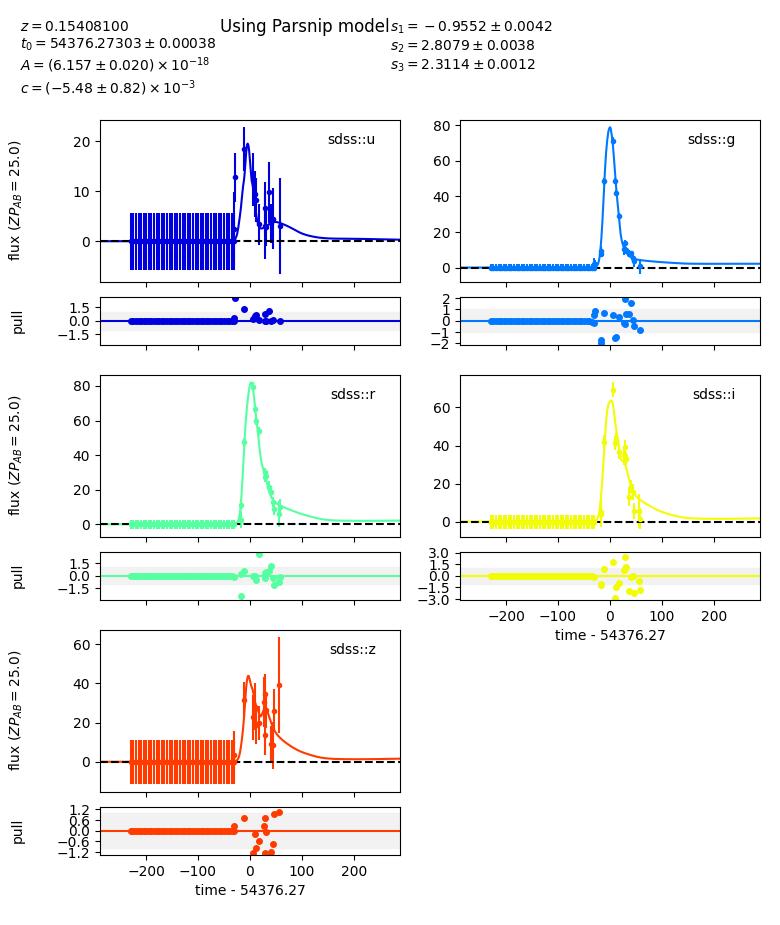 Using Parsnip model
z = 0.15408100
t₀ = 54376.27303 ± 0.00038
A = (6.157 ± 0.020) × 10⁻¹⁸
c = (−5.48 ± 0.82) × 10⁻³
s₁ = −0.9552 ± 0.0042
s₂ = 2.8079 ± 0.0038
s₃ = 2.3114 ± 0.0012
sdss::u
flux (ZP_AB = 25.0)
20
10
0
pull
1.5
0.0
−1.5
sdss::g
80
60
40
20
0
2
1
0
−1
−2
sdss::r
flux (ZP_AB = 25.0)
80
60
40
20
0
pull
1.5
0.0
−1.5
sdss::i
60
40
20
0
3.0
1.5
0.0
−1.5
−3.0
−200 −100 0 100 200
time - 54376.27
sdss::z
flux (ZP_AB = 25.0)
60
40
20
0
pull
1.2
0.6
0.0
−0.6
−1.2
−200 −100 0 100 200
time - 54376.27